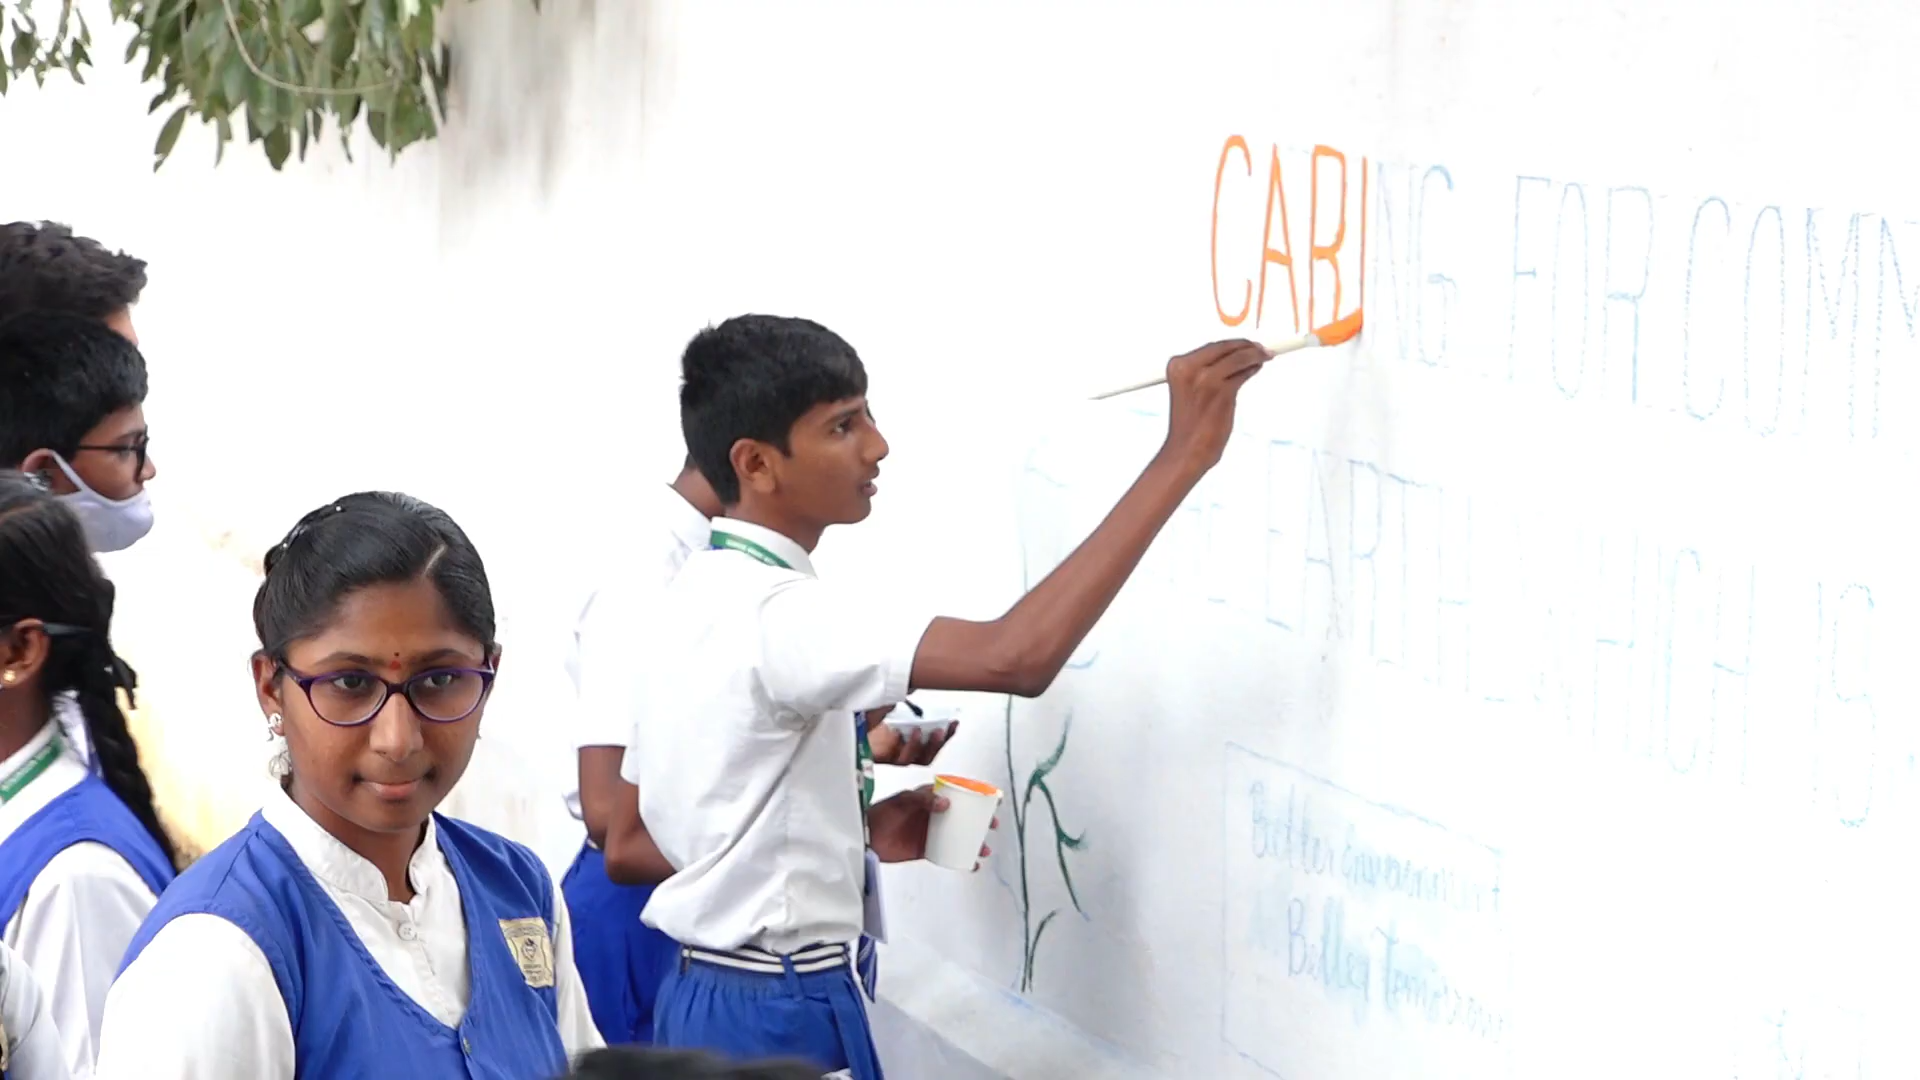 CARING FOR COMM
EARTH WHICH IS
Better Environment
Better Tomorrow